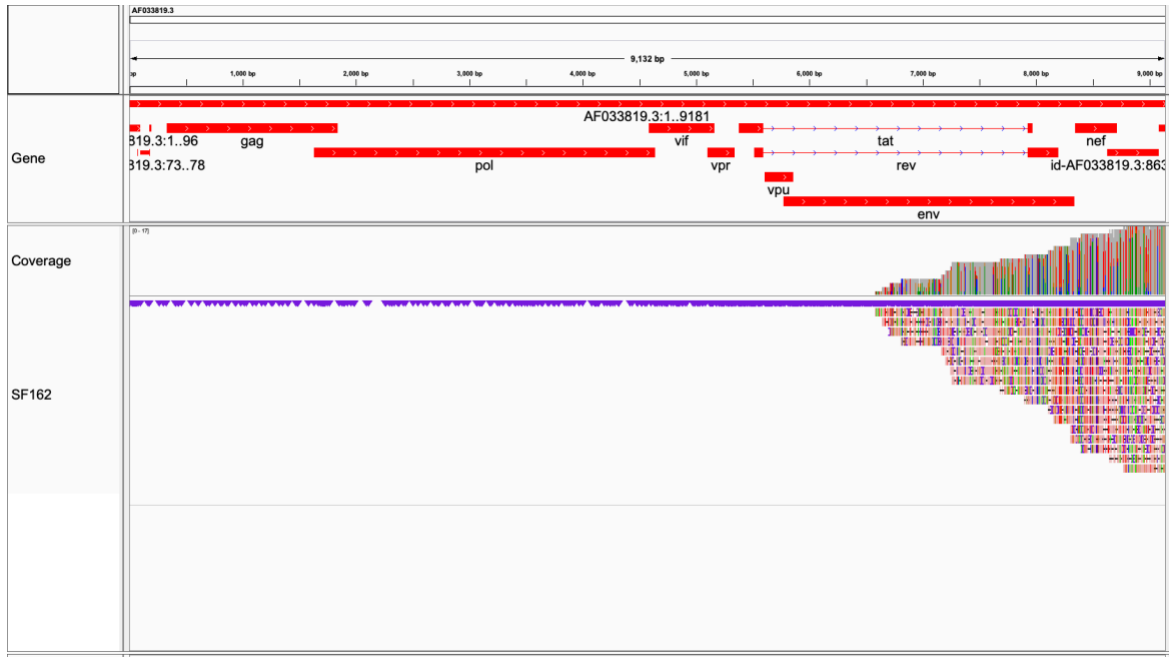 AF033819.3
9,132 bp
bp 1,000 bp 2,000 bp 3,000 bp 4,000 bp 5,000 bp 6,000 bp 7,000 bp 8,000 bp 9,000 bp
Gene
AF033819.3:1..9181
819.3:1..96 gag vif tat nef
319.3:73..78 pol vpr rev id-AF033819.3:863
vpu
env
[0 - 17]
Coverage
SF162